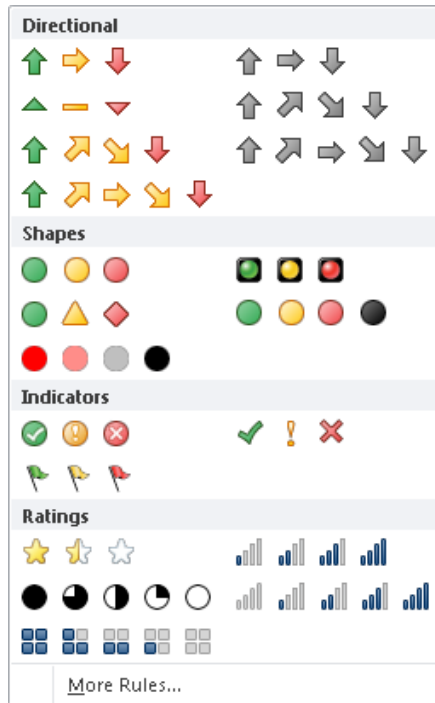 Directional
Shapes
Indicators
Ratings
More Rules...